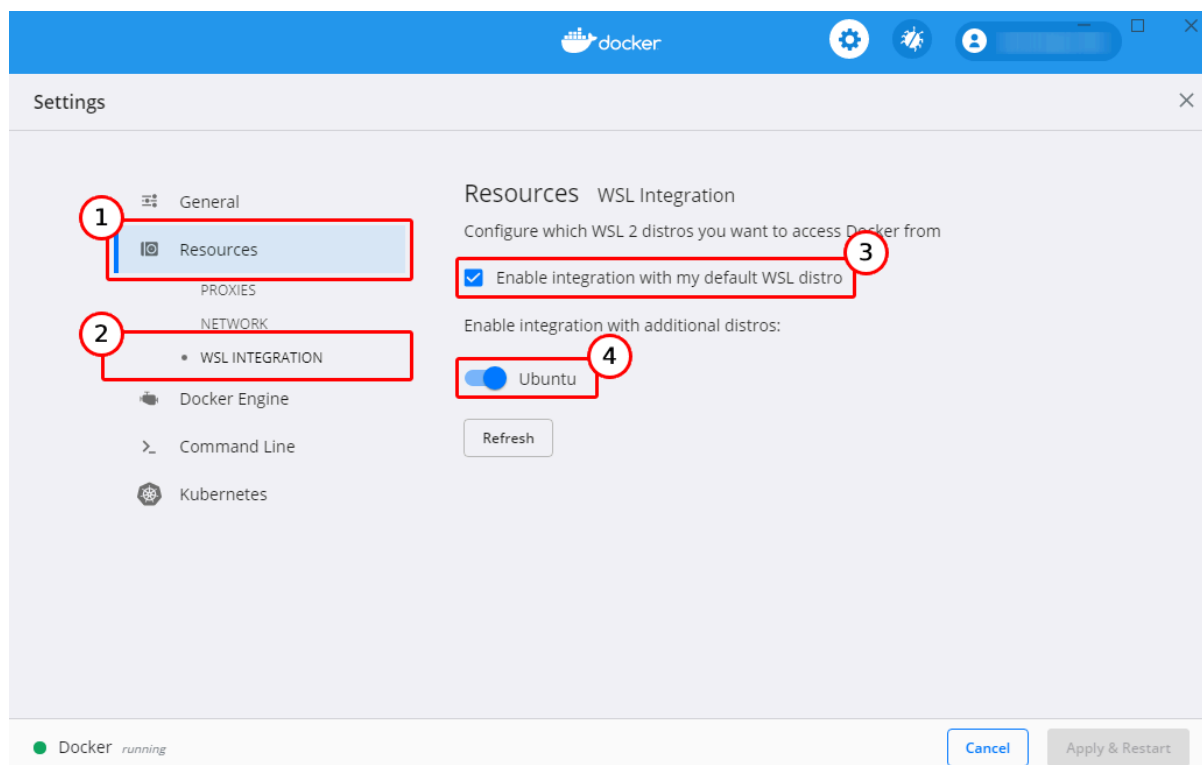 docker
Settings
General
1
Resources
PROXIES
NETWORK
2
WSL INTEGRATION
Docker Engine
Command Line
Kubernetes
Resources WSL Integration
Configure which WSL 2 distros you want to access Docker from
3
Enable integration with my default WSL distro
Enable integration with additional distros:
4
Ubuntu
Refresh
Docker running
Cancel
Apply & Restart